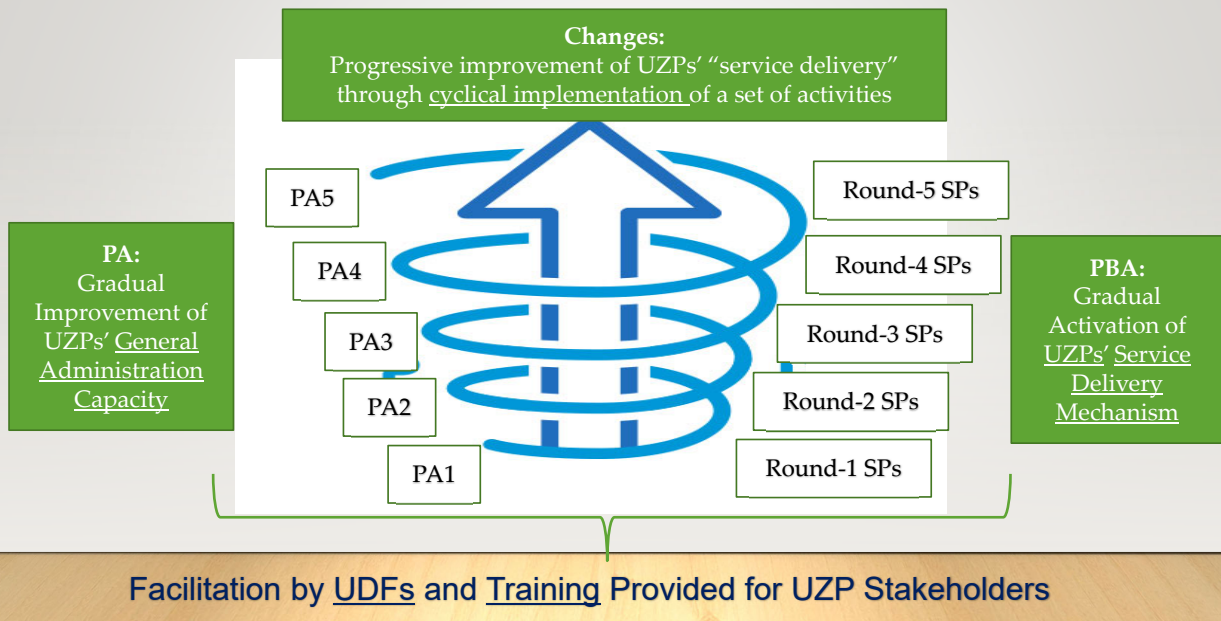 Changes:
Progressive improvement of UZPs’ “service delivery”
through cyclical implementation of a set of activities
PA5
Round-5 SPs
PA4
Round-4 SPs
PA:
Gradual
Improvement of
UZPs’ General
Administration
Capacity
PBA:
Gradual
Activation of
UZPs’ Service
Delivery
Mechanism
PA3
Round-3 SPs
PA2
Round-2 SPs
PA1
Round-1 SPs
Facilitation by UDFs and Training Provided for UZP Stakeholders